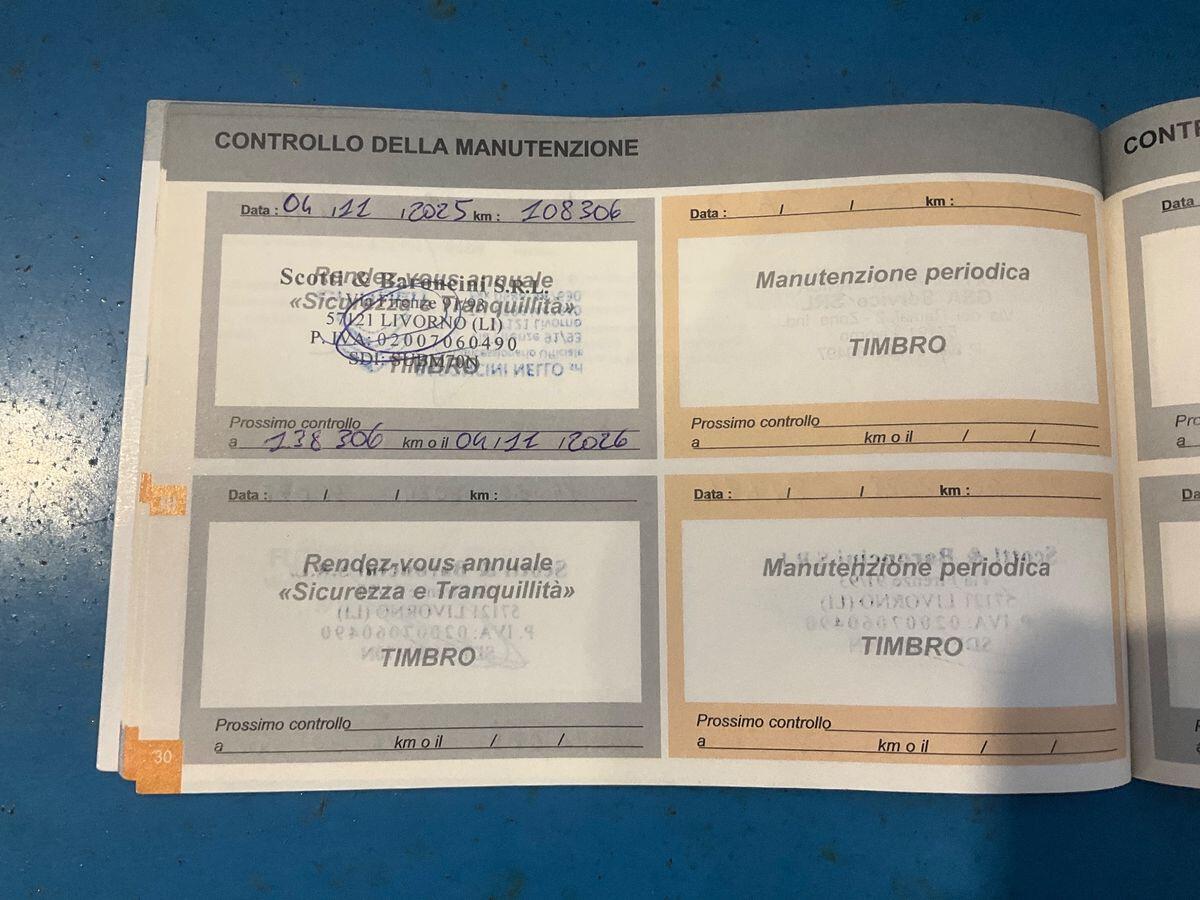 CONTROLLO DELLA MANUTENZIONE
Data : 04 / 11 / 2025 km : 108306
Rendez-vous annuale
«Sicurezza e Tranquillità»
TIMBRO
Scotti & Baroncini S.R.L.
Via Firenze 91/93
57121 LIVORNO (LI)
P. IVA: 02007060490
SDI: SUBM70N
Prossimo controllo
a 138 306 km o il 04 / 11 / 2026
Data : / / km :
Manutenzione periodica
TIMBRO
Prossimo controllo
a km o il / /
Data : / / km :
Rendez-vous annuale
«Sicurezza e Tranquillità»
TIMBRO
Prossimo controllo
a km o il / /
Data : / / km :
Manutenzione periodica
TIMBRO
Prossimo controllo
a km o il / /
30
CONT
Data
a